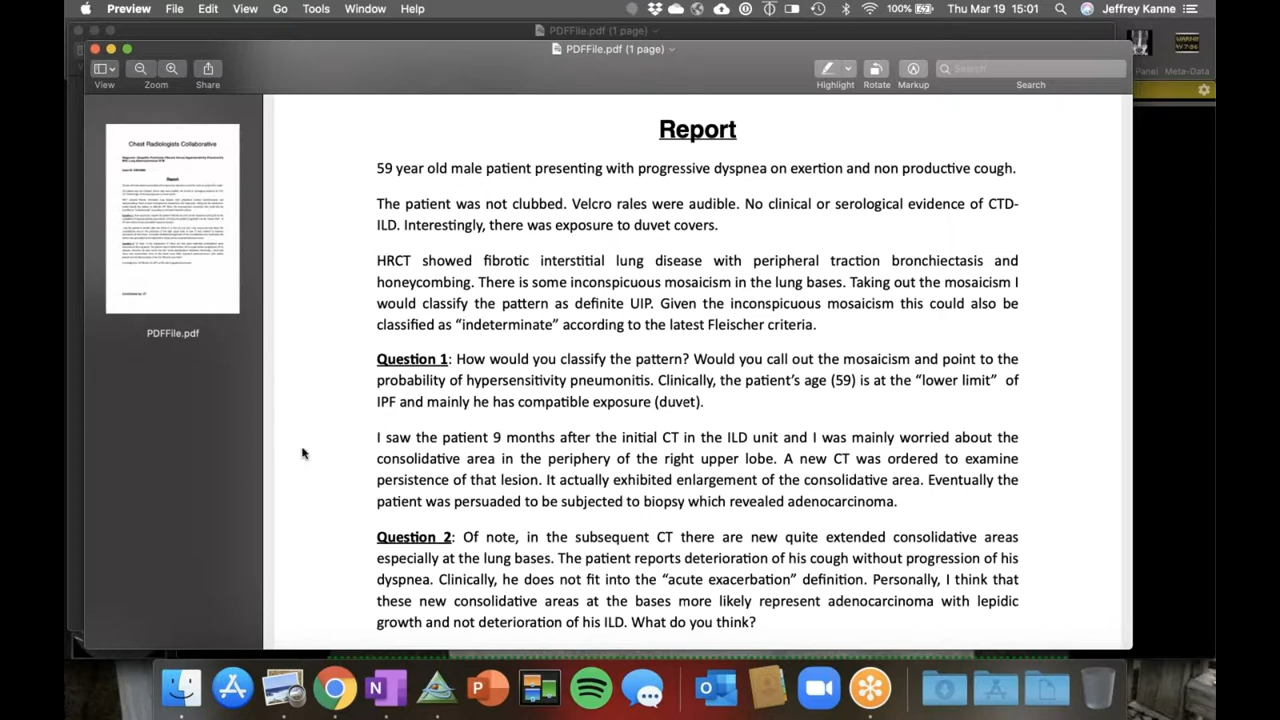 Preview File Edit View Go Tools Window Help 100% Thu Mar 19 15:01 Jeffrey Kanne
PDFFile.pdf (1 page)
PDFFile.pdf (1 page)
View Zoom Share Highlight Rotate Markup Search Search
Panel Meta-Data
Chest Radiologists Collaborative
Report
PDFFile.pdf
Report
59 year old male patient presenting with progressive dyspnea on exertion and non productive cough.
The patient was not clubbed. Velcro rales were audible. No clinical or serological evidence of CTD-
ILD. Interestingly, there was exposure to duvet covers.
HRCT showed fibrotic interstitial lung disease with peripheral traction bronchiectasis and
honeycombing. There is some inconspicuous mosaicism in the lung bases. Taking out the mosaicism I
would classify the pattern as definite UIP. Given the inconspicuous mosaicism this could also be
classified as “indeterminate” according to the latest Fleischer criteria.
Question 1: How would you classify the pattern? Would you call out the mosaicism and point to the
probability of hypersensitivity pneumonitis. Clinically, the patient’s age (59) is at the “lower limit” of
IPF and mainly he has compatible exposure (duvet).
I saw the patient 9 months after the initial CT in the ILD unit and I was mainly worried about the
consolidative area in the periphery of the right upper lobe. A new CT was ordered to examine
persistence of that lesion. It actually exhibited enlargement of the consolidative area. Eventually the
patient was persuaded to be subjected to biopsy which revealed adenocarcinoma.
Question 2: Of note, in the subsequent CT there are new quite extended consolidative areas
especially at the lung bases. The patient reports deterioration of his cough without progression of his
dyspnea. Clinically, he does not fit into the “acute exacerbation” definition. Personally, I think that
these new consolidative areas at the bases more likely represent adenocarcinoma with lepidic
growth and not deterioration of his ILD. What do you think?